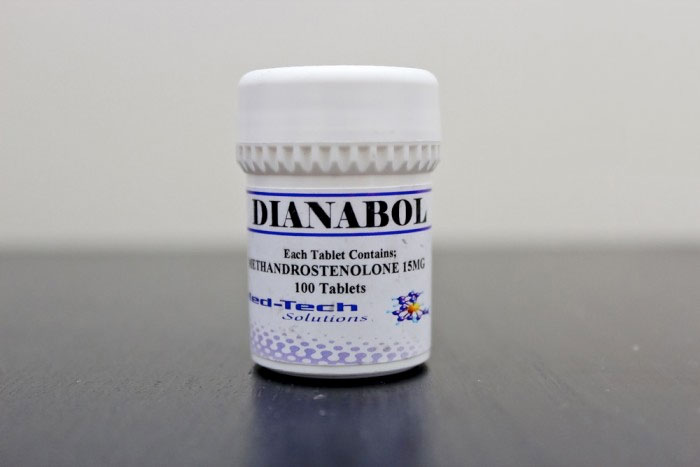 DIANABOL
Each Tablet Contains;
METHANDROSTENOLONE 15MG
100 Tablets
ed-Tech
Solutions